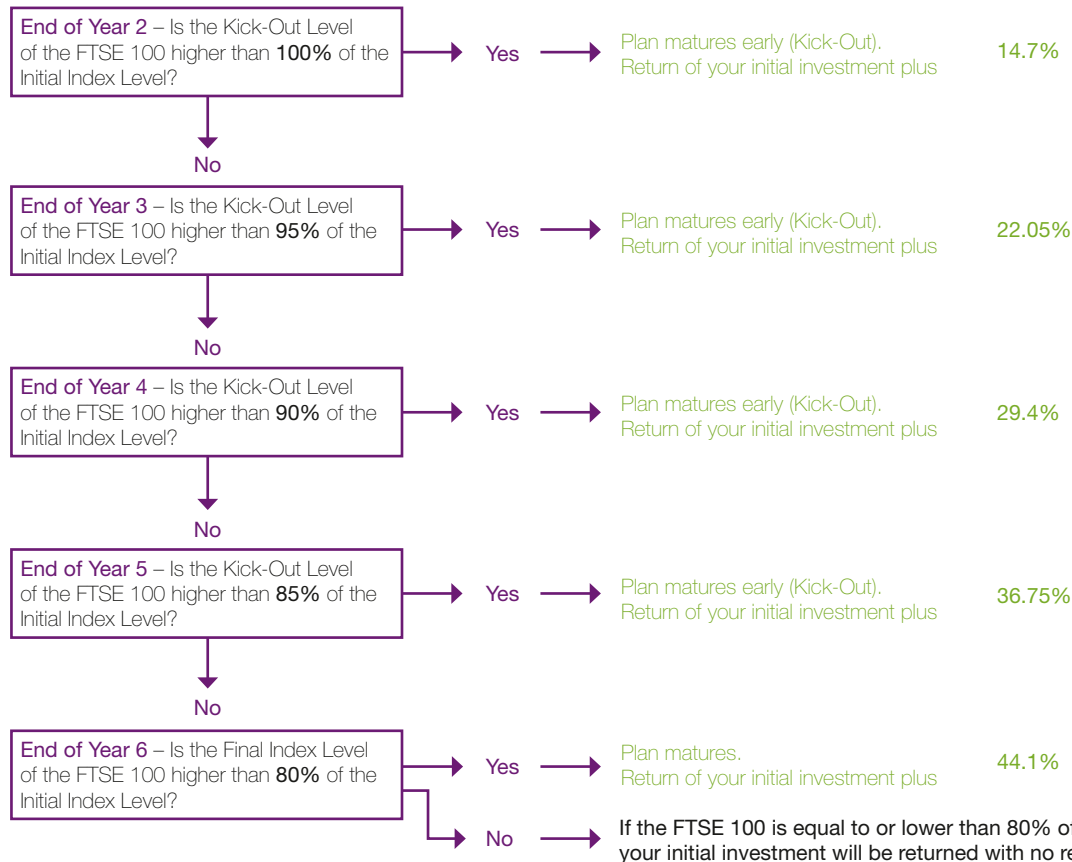 End of Year 2 – Is the Kick-Out Level
of the FTSE 100 higher than 100% of the
Initial Index Level?
Yes
Plan matures early (Kick-Out).
Return of your initial investment plus
14.7%
No
End of Year 3 – Is the Kick-Out Level
of the FTSE 100 higher than 95% of the
Initial Index Level?
Yes
Plan matures early (Kick-Out).
Return of your initial investment plus
22.05%
No
End of Year 4 – Is the Kick-Out Level
of the FTSE 100 higher than 90% of the
Initial Index Level?
Yes
Plan matures early (Kick-Out).
Return of your initial investment plus
29.4%
No
End of Year 5 – Is the Kick-Out Level
of the FTSE 100 higher than 85% of the
Initial Index Level?
Yes
Plan matures early (Kick-Out).
Return of your initial investment plus
36.75%
No
End of Year 6 – Is the Final Index Level
of the FTSE 100 higher than 80% of the
Initial Index Level?
Yes
Plan matures.
Return of your initial investment plus
44.1%
No
If the FTSE 100 is equal to or lower than 80%
your initial investment will be returned with no